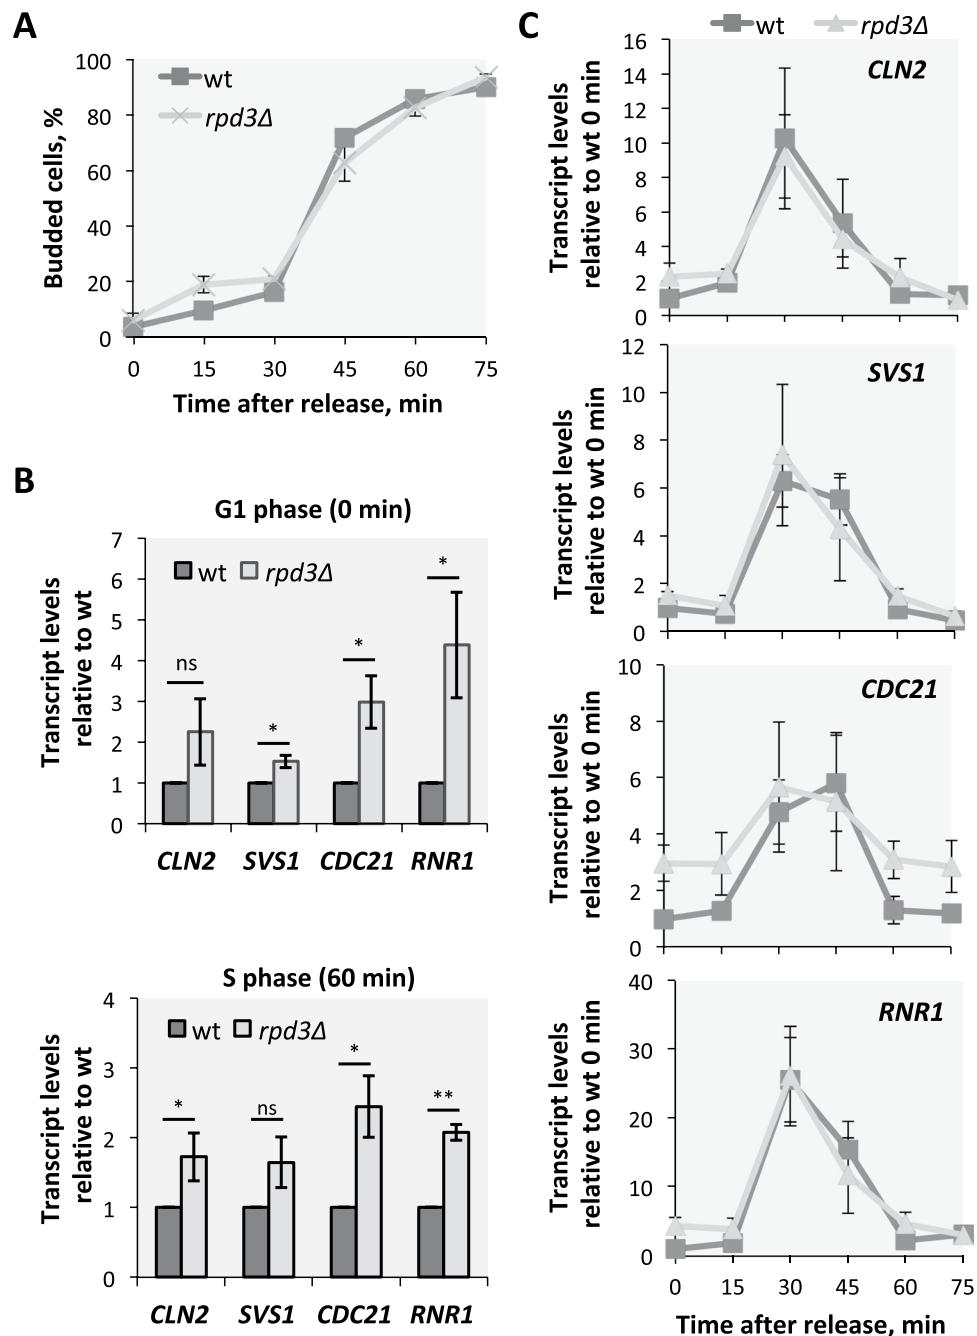 A
wt
rpd3Δ
Budded cells, %
100
80
60
40
20
0
0 15 30 45 60 75
Time after release, min
B
G1 phase (0 min)
wt rpd3Δ
Transcript levels
relative to wt
7
6
5
4
3
2
1
0
ns
*
*
*
CLN2 SVS1 CDC21 RNR1
S phase (60 min)
wt rpd3Δ
Transcript levels
relative to wt
4
3
2
1
0
*
ns
*
**
CLN2 SVS1 CDC21 RNR1
C
wt rpd3Δ
CLN2
Transcript levels
relative to wt 0 min
16
14
12
10
8
6
4
2
0
SVS1
Transcript levels
relative to wt 0 min
12
10
8
6
4
2
0
CDC21
Transcript levels
relative to wt 0 min
10
8
6
4
2
0
RNR1
Transcript levels
relative to wt 0 min
40
30
20
10
0
0 15 30 45 60 75
Time after release, min